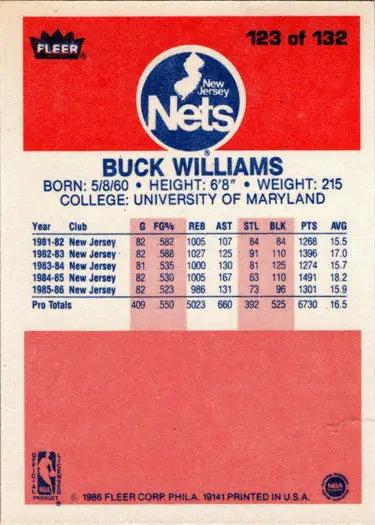 FLEER
123 of 132
New
Jersey
Nets
®
BUCK WILLIAMS
BORN: 5/8/60 • HEIGHT: 6'8" • WEIGHT: 215
COLLEGE: UNIVERSITY OF MARYLAND
Year Club G FG% REB AST STL BLK PTS AVG
1981-82 New Jersey 82 .582 1005 107 84 84 1268 15.5
1982-83 New Jersey 82 .588 1027 125 91 110 1396 17.0
1983-84 New Jersey 81 .535 1000 130 81 125 1274 15.7
1984-85 New Jersey 82 .530 1005 167 63 110 1491 18.2
1985-86 New Jersey 82 .523 986 131 73 96 1301 15.9
Pro Totals 409 .550 5023 660 392 525 6730 16.5
OFFICIAL LICENSED
PRODUCT
NBA
© 1986 FLEER CORP. PHILA. 19141 PRINTED IN U.S.A.